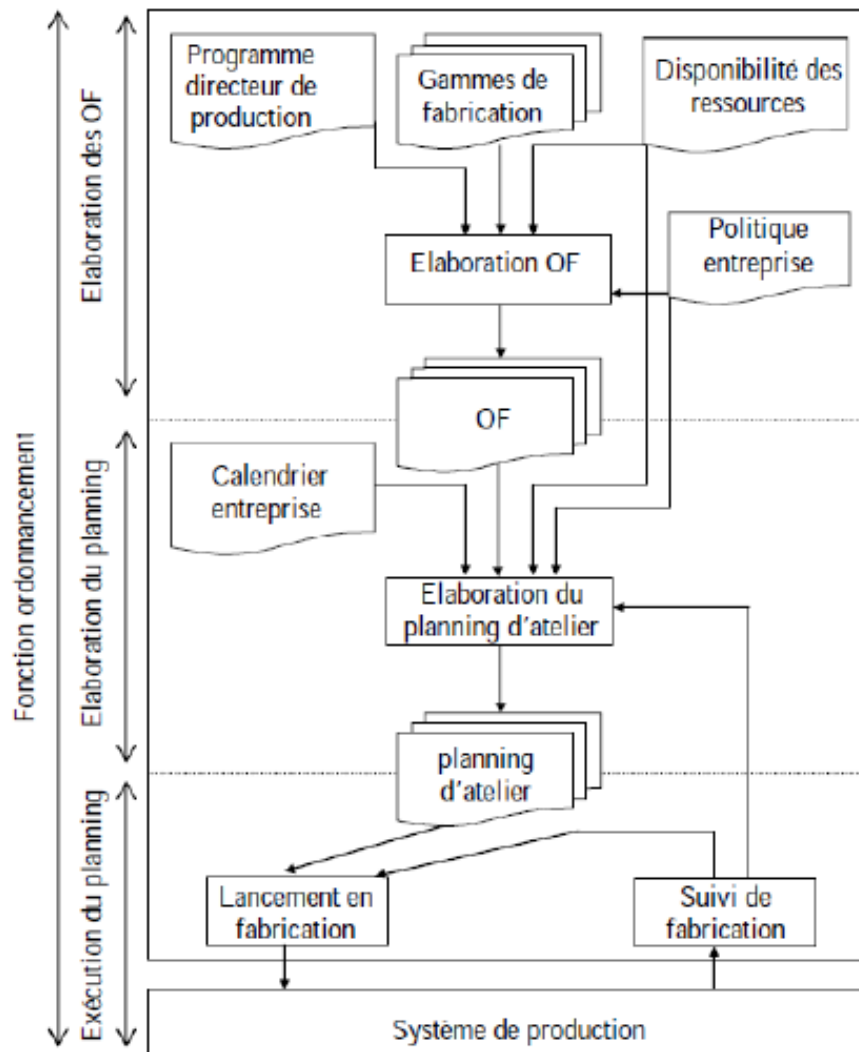 Programme
directeur de
production
Gammes de
fabrication
Disponibilité des
ressources
Politique
entreprise
Elaboration OF
OF
Calendrier
entreprise
Elaboration du
planning d'atelier
planning
d'atelier
Lancement en
fabrication
Suivi de
fabrication
Système de production
Fonction ordonnancement
Elaboration des OF
Elaboration du planning
Exécution du planning